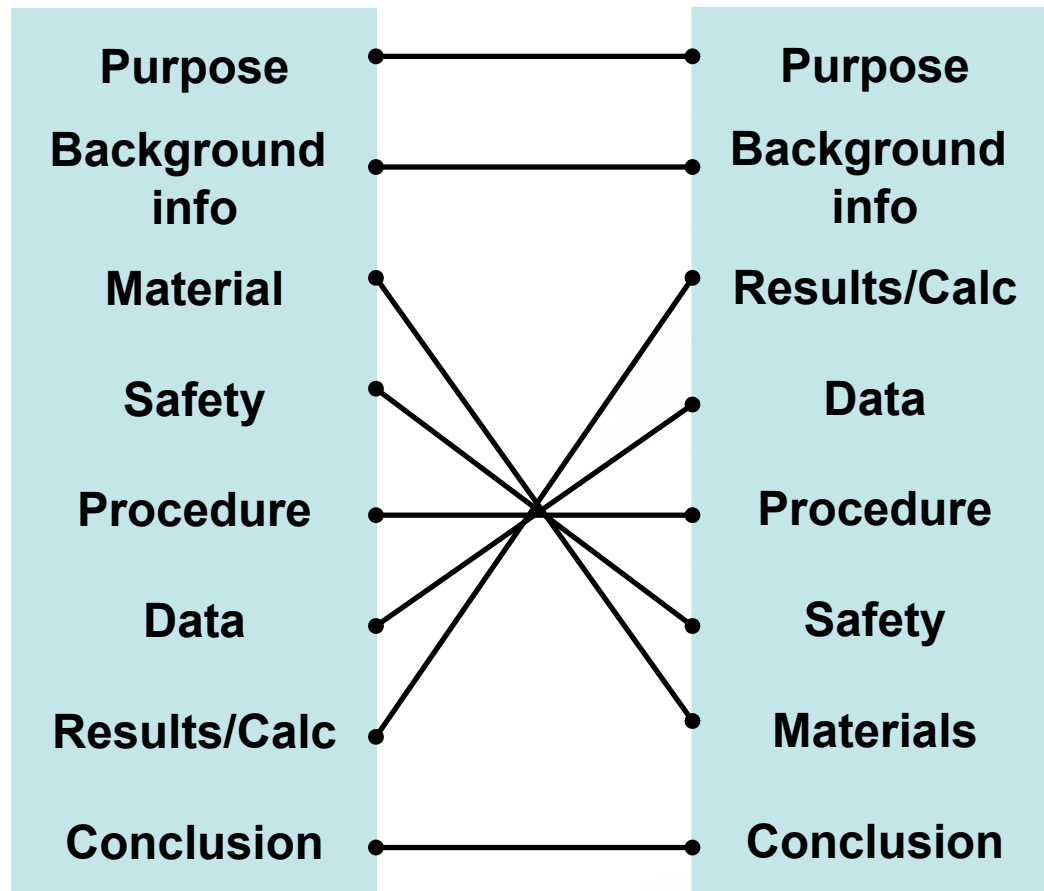 Purpose
Background
info
Material
Safety
Procedure
Data
Results/Calc
Conclusion
Purpose
Background
info
Results/Calc
Data
Procedure
Safety
Materials
Conclusion